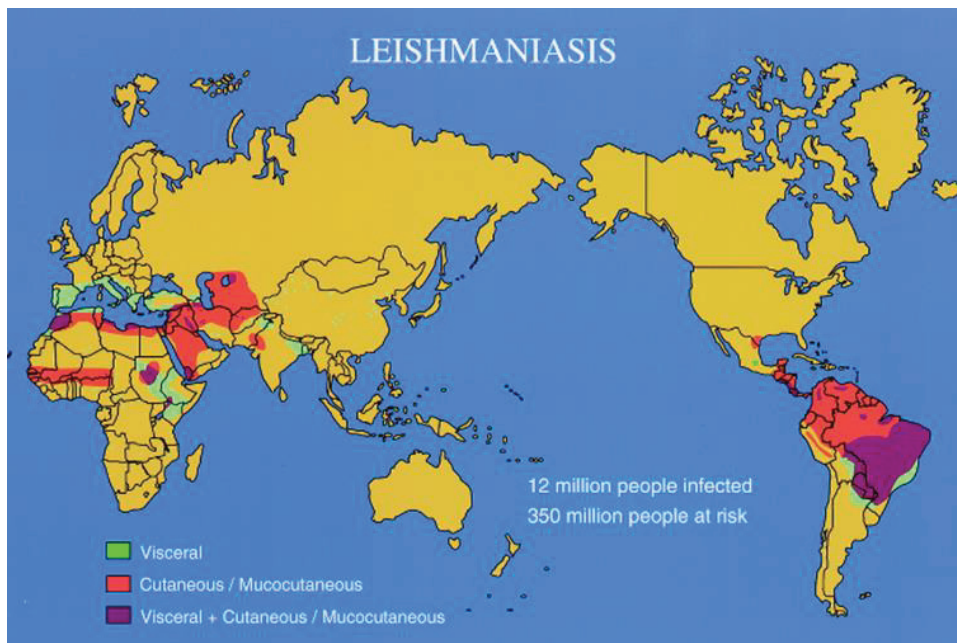 LEISHMANIASIS
12 million people infected
350 million people at risk
Visceral
Cutaneous / Mucocutaneous
Visceral + Cutaneous / Mucocutaneous